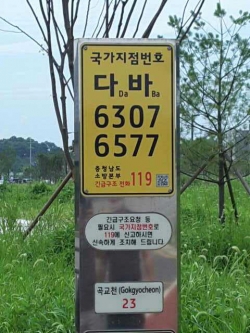 국가지점번호
다 바
Da Ba
6307
6577
충청남도
소방본부
긴급구조 전화 119
긴급구조요청 등
필요시 국가지점번호로
119에 신고하시면
신속하게 조치해 드립니다
곡교천(Gokgyocheon)
23